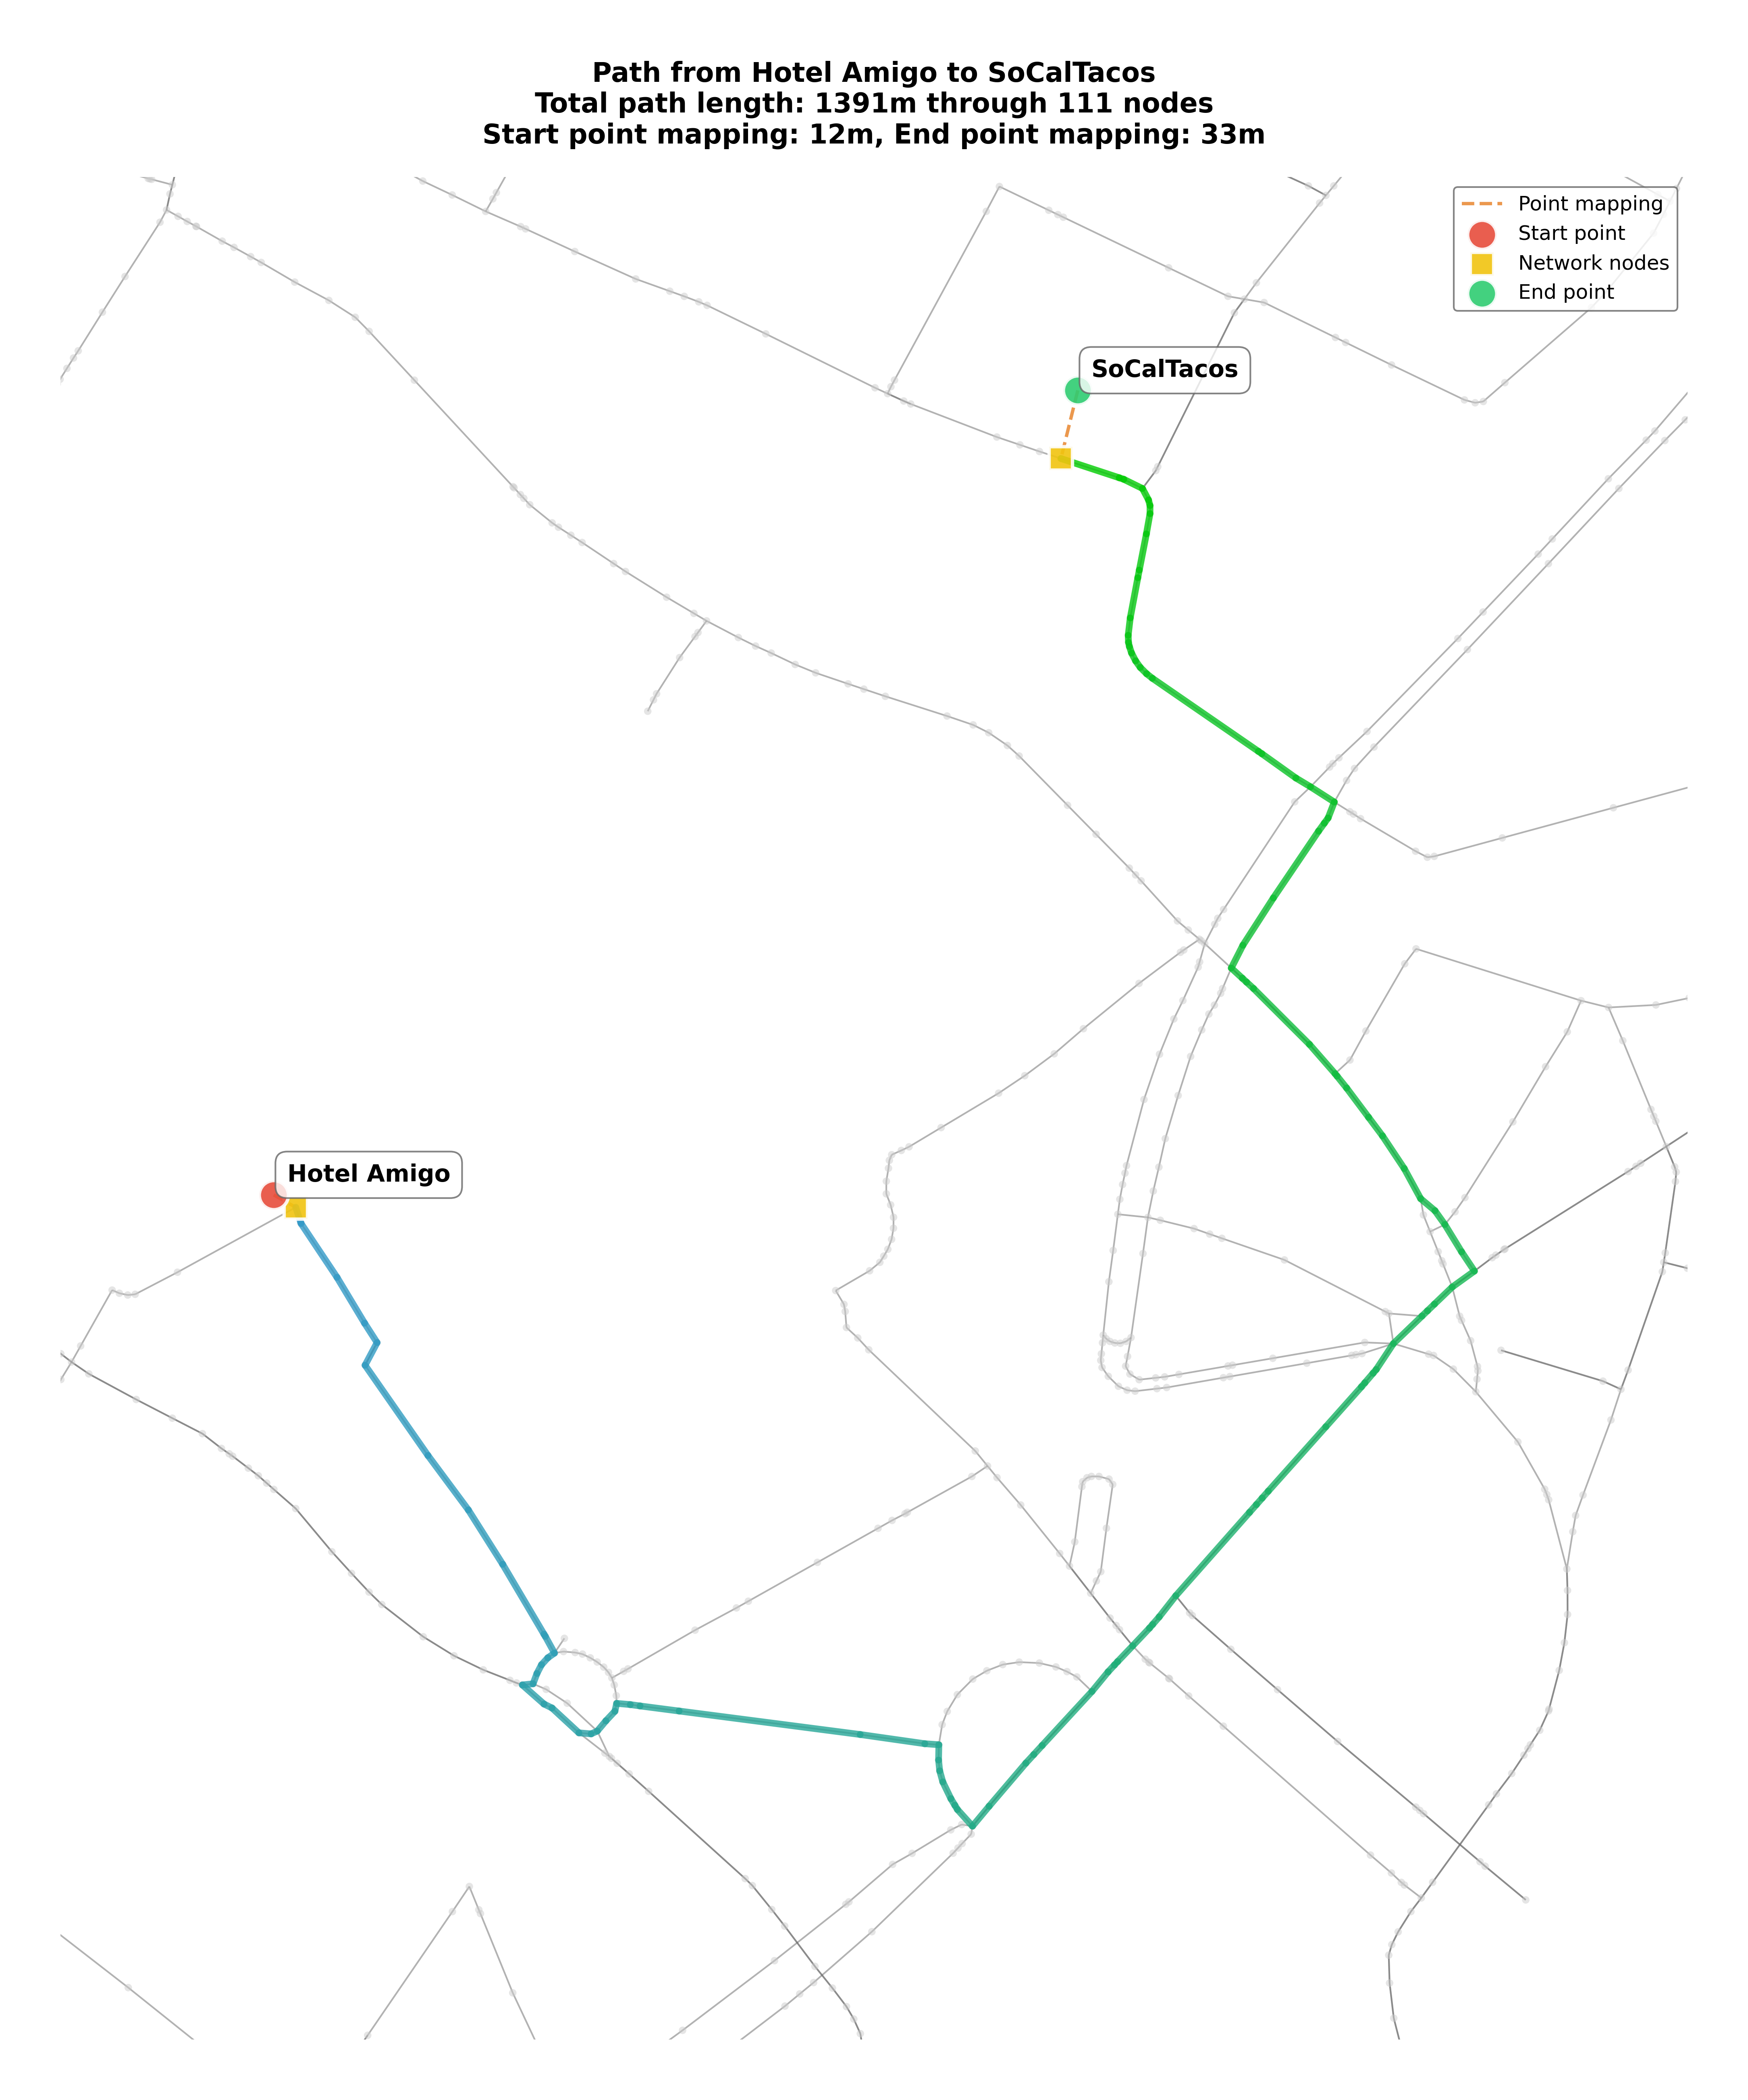 Path from Hotel Amigo to SoCalTacos
Total path length: 1391m through 111 nodes
Start point mapping: 12m, End point mapping: 33m
Point mapping
Start point
Network nodes
End point
SoCalTacos
Hotel Amigo